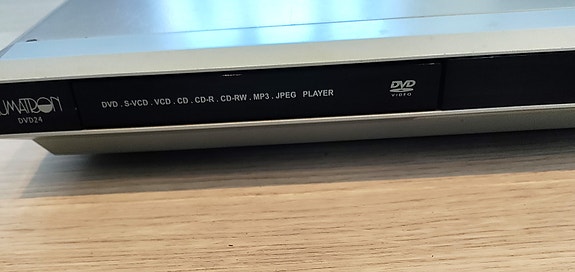 UMATRON
DVD24
DVD . S-VCD . VCD . CD . CD-R . CD-RW . MP3 . JPEG PLAYER
DVD
VIDEO